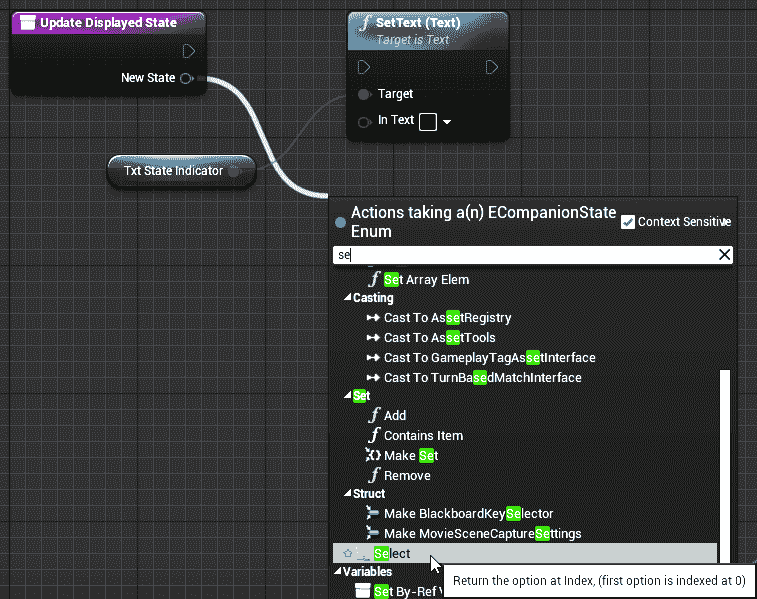 Update Displayed State
New State
SetText (Text)
Target is Text
Target
In Text
Txt State Indicator
Actions taking a(n) ECompanionState
Enum
Context Sensitive
se
Set Array Elem
Casting
Cast To AssetRegistry
Cast To AssetTools
Cast To GameplayTagAssetInterface
Cast To TurnBasedMatchInterface
Set
Add
Contains Item
Make Set
Remove
Struct
Make BlackboardKeySelector
Make MovieSceneCaptureSettings
Select
Return the option at Index, (first option is indexed at 0)
Variables
Set By-Ref